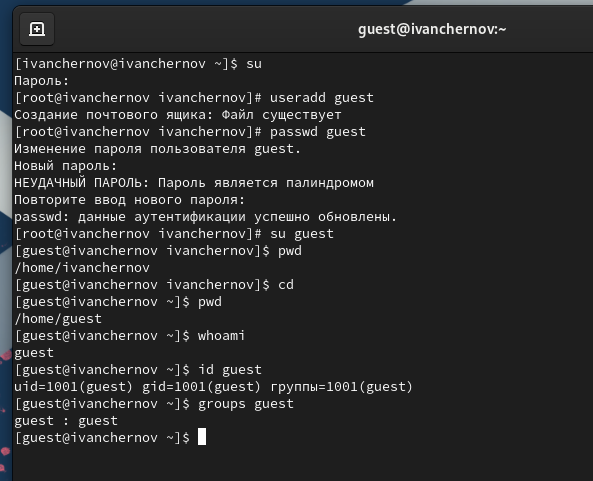 guest@ivanchernov:~
[ivanchernov@ivanchernov ~]$ su
Пароль:
[root@ivanchernov ivanchernov]# useradd guest
Создание почтового ящика: Файл существует
[root@ivanchernov ivanchernov]# passwd guest
Изменение пароля пользователя guest.
Новый пароль:
НЕУДАЧНЫЙ ПАРОЛЬ: Пароль является палиндромом
Повторите ввод нового пароля:
passwd: данные аутентификации успешно обновлены.
[root@ivanchernov ivanchernov]# su guest
[guest@ivanchernov ivanchernov]$ pwd
/home/ivanchernov
[guest@ivanchernov ivanchernov]$ cd
[guest@ivanchernov ~]$ pwd
/home/guest
[guest@ivanchernov ~]$ whoami
guest
[guest@ivanchernov ~]$ id guest
uid=1001(guest) gid=1001(guest) группы=1001(guest)
[guest@ivanchernov ~]$ groups guest
guest : guest
[guest@ivanchernov ~]$